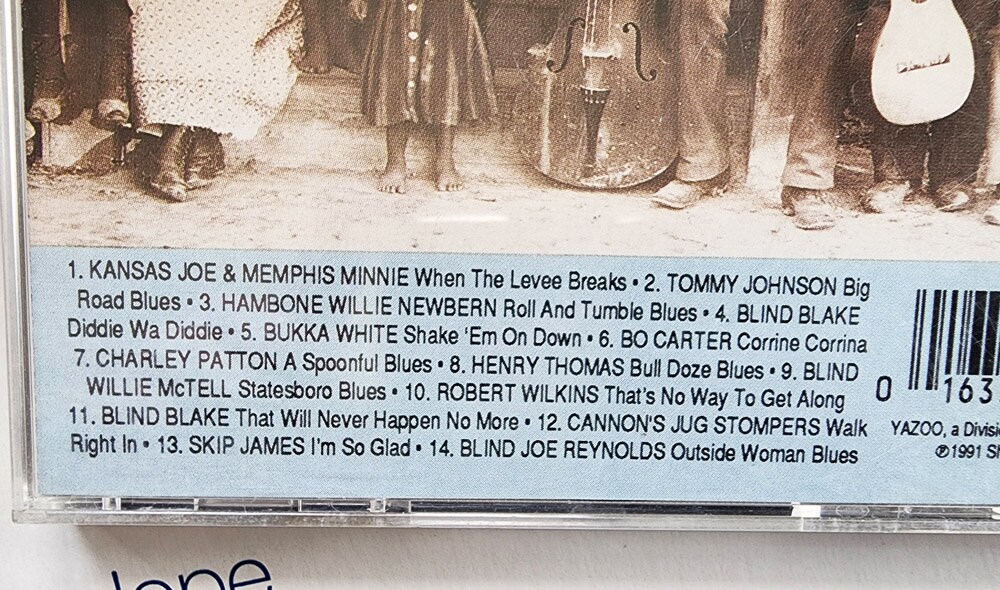 1. KANSAS JOE & MEMPHIS MINNIE When The Levee Breaks • 2. TOMMY JOHNSON Big
Road Blues • 3. HAMBONE WILLIE NEWBERN Roll And Tumble Blues • 4. BLIND BLAKE
Diddie Wa Diddie • 5. BUKKA WHITE Shake 'Em On Down • 6. BO CARTER Corrine Corrina
7. CHARLEY PATTON A Spoonful Blues • 8. HENRY THOMAS Bull Doze Blues • 9. BLIND
WILLIE McTELL Statesboro Blues • 10. ROBERT WILKINS That's No Way To Get Along
11. BLIND BLAKE That Will Never Happen No More • 12. CANNON'S JUG STOMPERS Walk
Right In • 13. SKIP JAMES I'm So Glad • 14. BLIND JOE REYNOLDS Outside Woman Blues
0 163
YAZOO, a Divisi
℗1991 S